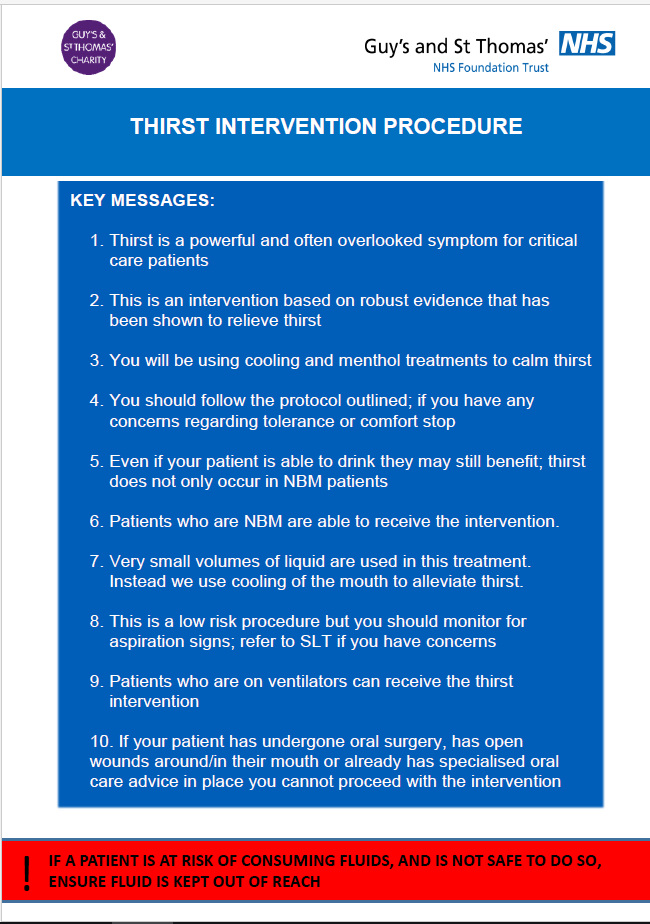 GUY'S &
ST THOMAS'
CHARITY
Guy's and St Thomas' NHS
NHS Foundation Trust
THIRST INTERVENTION PROCEDURE
KEY MESSAGES:
1. Thirst is a powerful and often overlooked symptom for critical
care patients
2. This is an intervention based on robust evidence that has
been shown to relieve thirst
3. You will be using cooling and menthol treatments to calm thirst
4. You should follow the protocol outlined; if you have any
concerns regarding tolerance or comfort stop
5. Even if your patient is able to drink they may still benefit; thirst
does not only occur in NBM patients
6. Patients who are NBM are able to receive the intervention.
7. Very small volumes of liquid are used in this treatment.
Instead we use cooling of the mouth to alleviate thirst.
8. This is a low risk procedure but you should monitor for
aspiration signs; refer to SLT if you have concerns
9. Patients who are on ventilators can receive the thirst
intervention
10. If your patient has undergone oral surgery, has open
wounds around/in their mouth or already has specialised oral
care advice in place you cannot proceed with the intervention
! IF A PATIENT IS AT RISK OF CONSUMING FLUIDS, AND IS NOT SAFE TO DO SO,
ENSURE FLUID IS KEPT OUT OF REACH